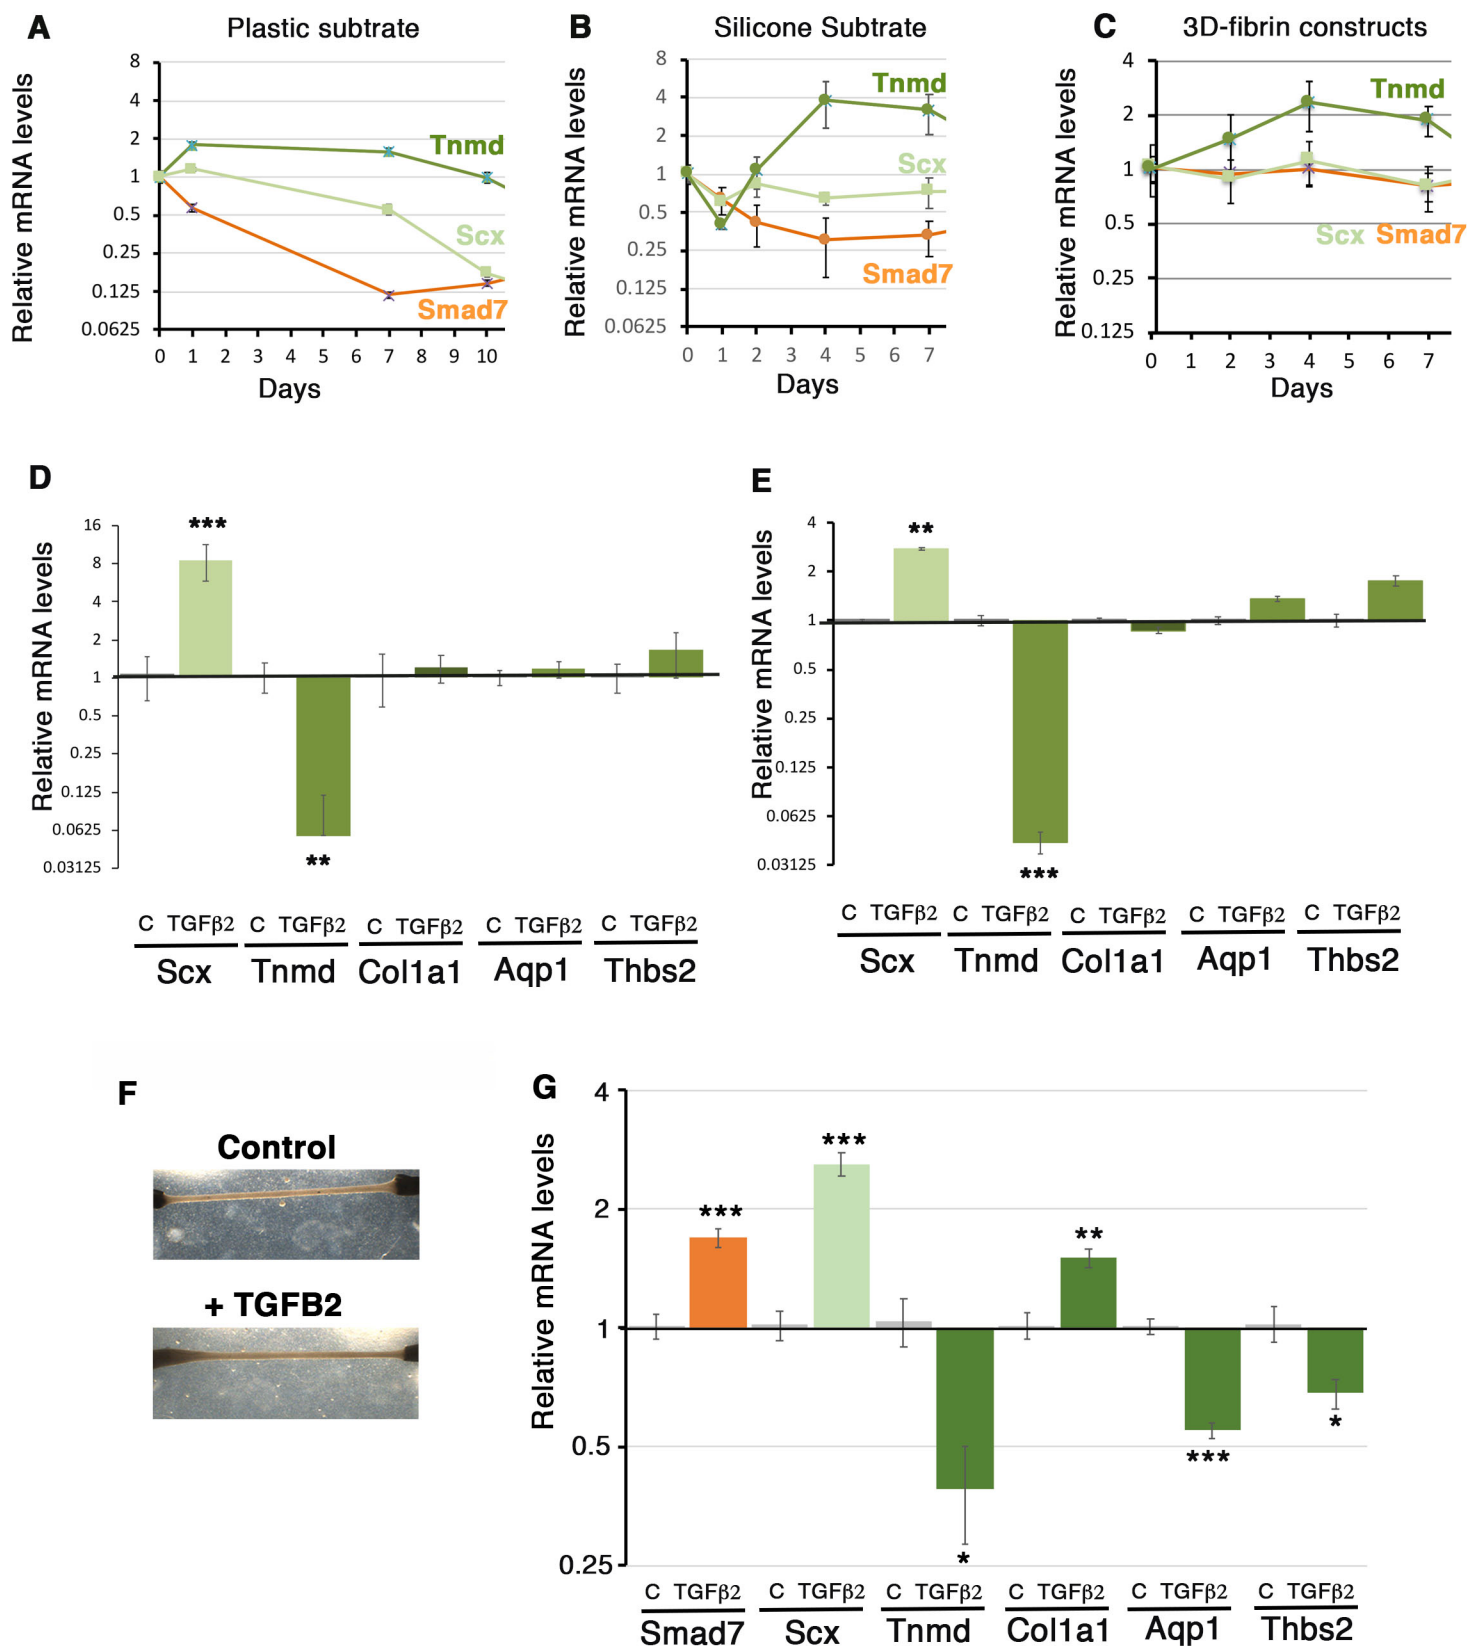 A
Plastic subtrate
Relative mRNA levels
8
4
2
1
0.5
0.25
0.125
0.0625
Tnmd
Scx
Smad7
0 1 2 3 4 5 6 7 8 9 10
Days
B
Silicone Subtrate
Relative mRNA levels
8
4
2
1
0.5
0.25
0.125
0.0625
Tnmd
Scx
Smad7
0 1 2 3 4 5 6 7
Days
C
3D-fibrin constructs
Relative mRNA levels
4
2
1
0.5
0.25
0.125
Tnmd
Scx Smad7
0 1 2 3 4 5 6 7
Days
D
Relative mRNA levels
16
8
4
2
1
0.5
0.25
0.125
0.0625
0.03125
***
**
C TGFβ2 C TGFβ2 C TGFβ2 C TGFβ2 C TGFβ2
Scx Tnmd Col1a1 Aqp1 Thbs2
E
Relative mRNA levels
4
2
1
0.5
0.25
0.125
0.0625
0.03125
**
***
C TGFβ2 C TGFβ2 C TGFβ2 C TGFβ2 C TGFβ2
Scx Tnmd Col1a1 Aqp1 Thbs2
F
Control
+ TGFB2
G
Relative mRNA levels
4
2
1
0.5
0.25
***
***
*
**
***
*
C TGFβ2 C TGFβ2 C TGFβ2 C TGFβ2 C TGFβ2 C TGFβ2
Smad7 Scx Tnmd Col1a1 Aqp1 Thbs2